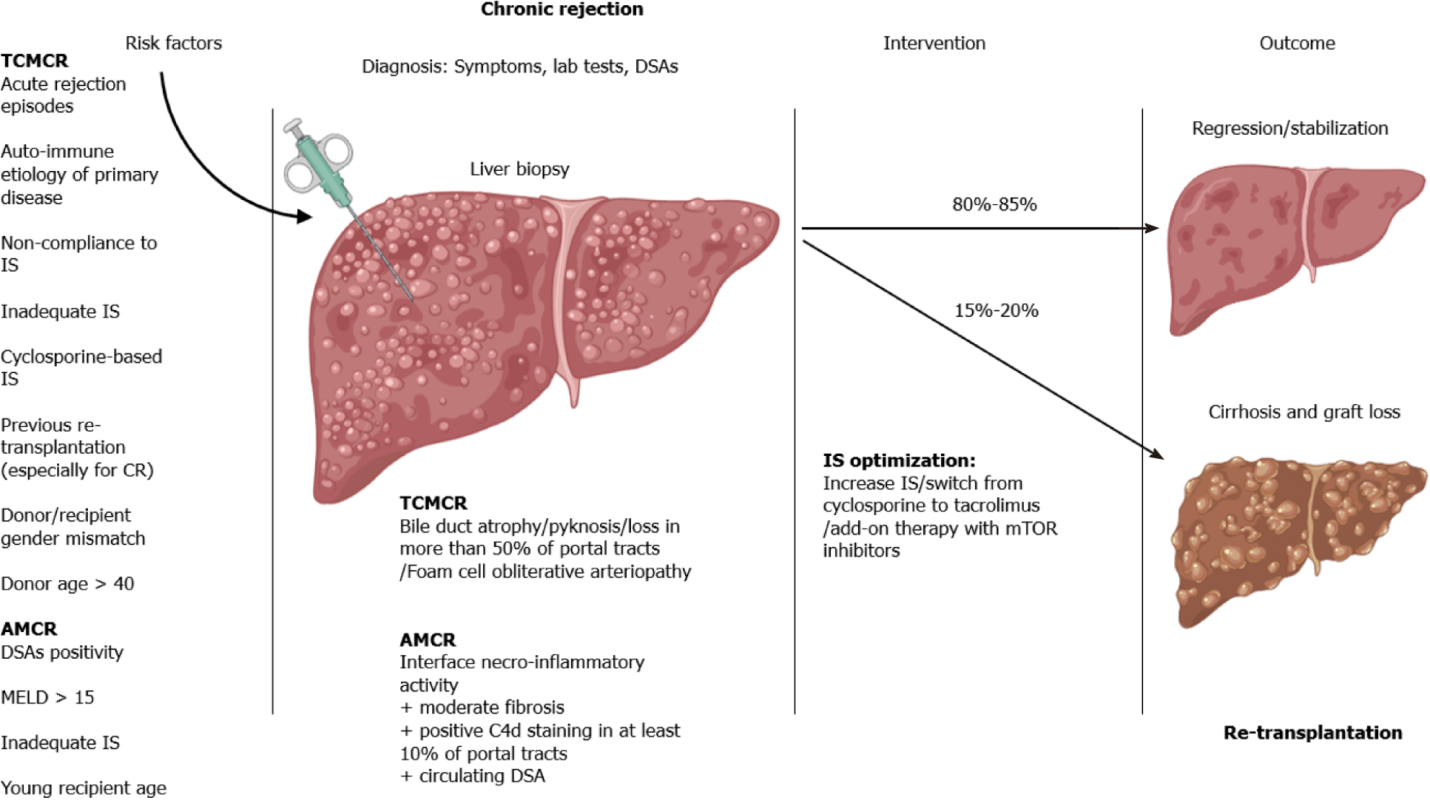 Chronic rejection
Risk factors
Diagnosis: Symptoms, lab tests, DSAs
Intervention
Outcome
TCMCR
Acute rejection
episodes
Auto-immune
etiology of primary
disease
Non-compliance to
IS
Inadequate IS
Cyclosporine-based
IS
Previous re-
transplantation
(especially for CR)
Donor/recipient
gender mismatch
Donor age > 40
AMCR
DSAs positivity
MELD > 15
Inadequate IS
Young recipient age
Liver biopsy
TCMCR
Bile duct atrophy/pyknosis/loss in
more than 50% of portal tracts
/Foam cell obliterative arteriopathy
AMCR
Interface necro-inflammatory
activity
+ moderate fibrosis
+ positive C4d staining in at least
10% of portal tracts
+ circulating DSA
80%-85%
15%-20%
IS optimization:
Increase IS/switch from
cyclosporine to tacrolimus
/add-on therapy with mTOR
inhibitors
Regression/stabilization
Cirrhosis and graft loss
Re-transplantation